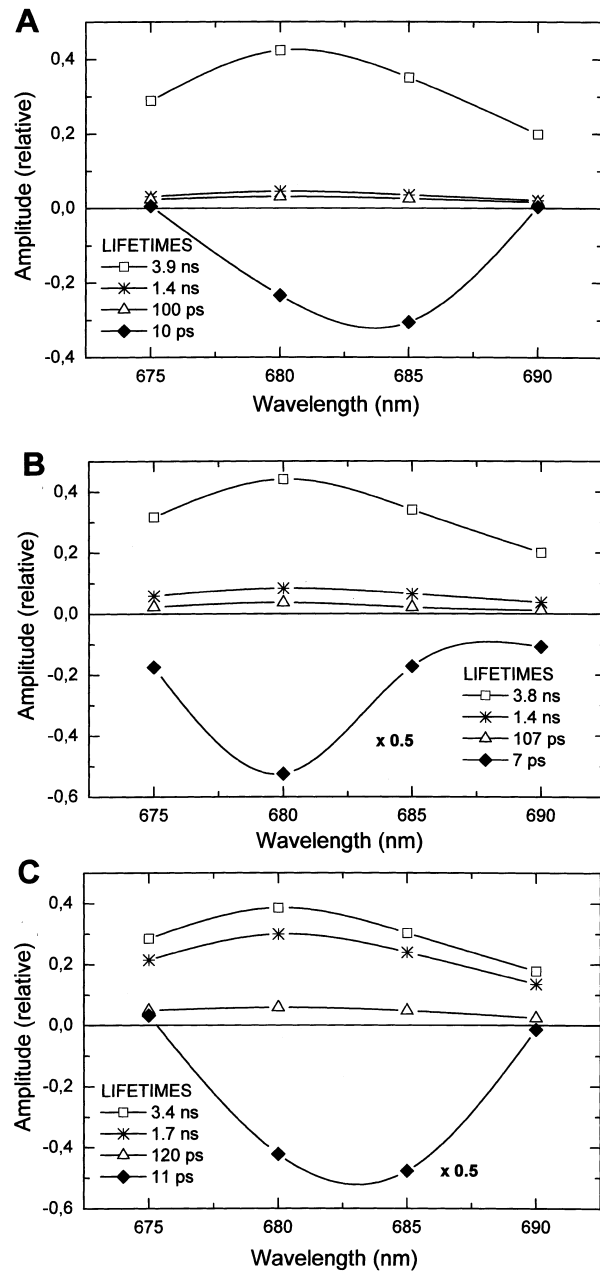 A
Amplitude (relative)
0,4
0,2
0,0
-0,2
-0,4
LIFETIMES
3.9 ns
1.4 ns
100 ps
10 ps
675 680 685 690
Wavelength (nm)
B
Amplitude (relative)
0,4
0,2
0,0
-0,2
-0,4
-0,6
LIFETIMES
3.8 ns
1.4 ns
107 ps
7 ps
x 0.5
675 680 685 690
Wavelength (nm)
C
Amplitude (relative)
0,4
0,2
0,0
-0,2
-0,4
-0,6
LIFETIMES
3.4 ns
1.7 ns
120 ps
11 ps
x 0.5
675 680 685 690
Wavelength (nm)